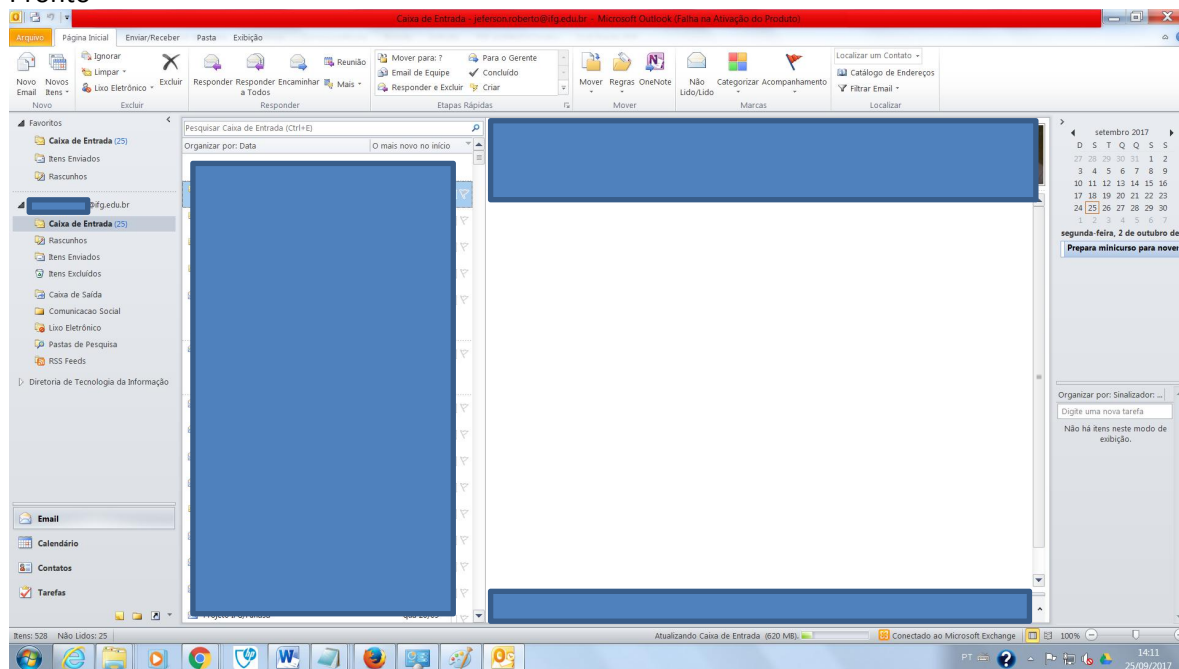 Pronto
Caixa de Entrada - jeferson.roberto@ifg.edu.br - Microsoft Outlook (Falha na Ativação do Produto)
Arquivo Página Inicial Enviar/Receber Pasta Exibição
Novo Email
Novos Itens
Novo
Ignorar
Limpar
Lixo Eletrônico
Excluir
Excluir
Responder
Responder a Todos
Encaminhar
Reunião
Mais
Responder
Mover para: ?
Email de Equipe
Responder e Excluir
Para o Gerente
Concluído
Criar
Etapas Rápidas
Mover
Regras
OneNote
Mover
Não Lido/Lido
Categorizar
Acompanhamento
Marcas
Localizar um Contato
Catálogo de Endereços
Filtrar Email
Localizar
Favoritos
Caixa de Entrada (25)
Itens Enviados
Rascunhos
@ifg.edu.br
Caixa de Entrada (25)
Rascunhos
Itens Enviados
Itens Excluídos
Caixa de Saída
Comunicacao Social
Lixo Eletrônico
Pastas de Pesquisa
RSS Feeds
Diretoria de Tecnologia da Informação
Email
Calendário
Contatos
Tarefas
Pesquisar Caixa de Entrada (Ctrl+E)
Organizar por: Data O mais novo no início
setembro 2017
D S T Q Q S S
27 28 29 30 31 1 2
3 4 5 6 7 8 9
10 11 12 13 14 15 16
17 18 19 20 21 22 23
24 25 26 27 28 29 30
1 2 3 4 5 6 7
segunda-feira, 2 de outubro de
Prepara minicurso para nover
Organizar por: Sinalizador: ...
Digite uma nova tarefa
Não há itens neste modo de
exibição.
Itens: 528 Não Lidos: 25
Atualizando Caixa de Entrada (620 MB). Conectado ao Microsoft Exchange 100%
PT
14:11
25/09/2017